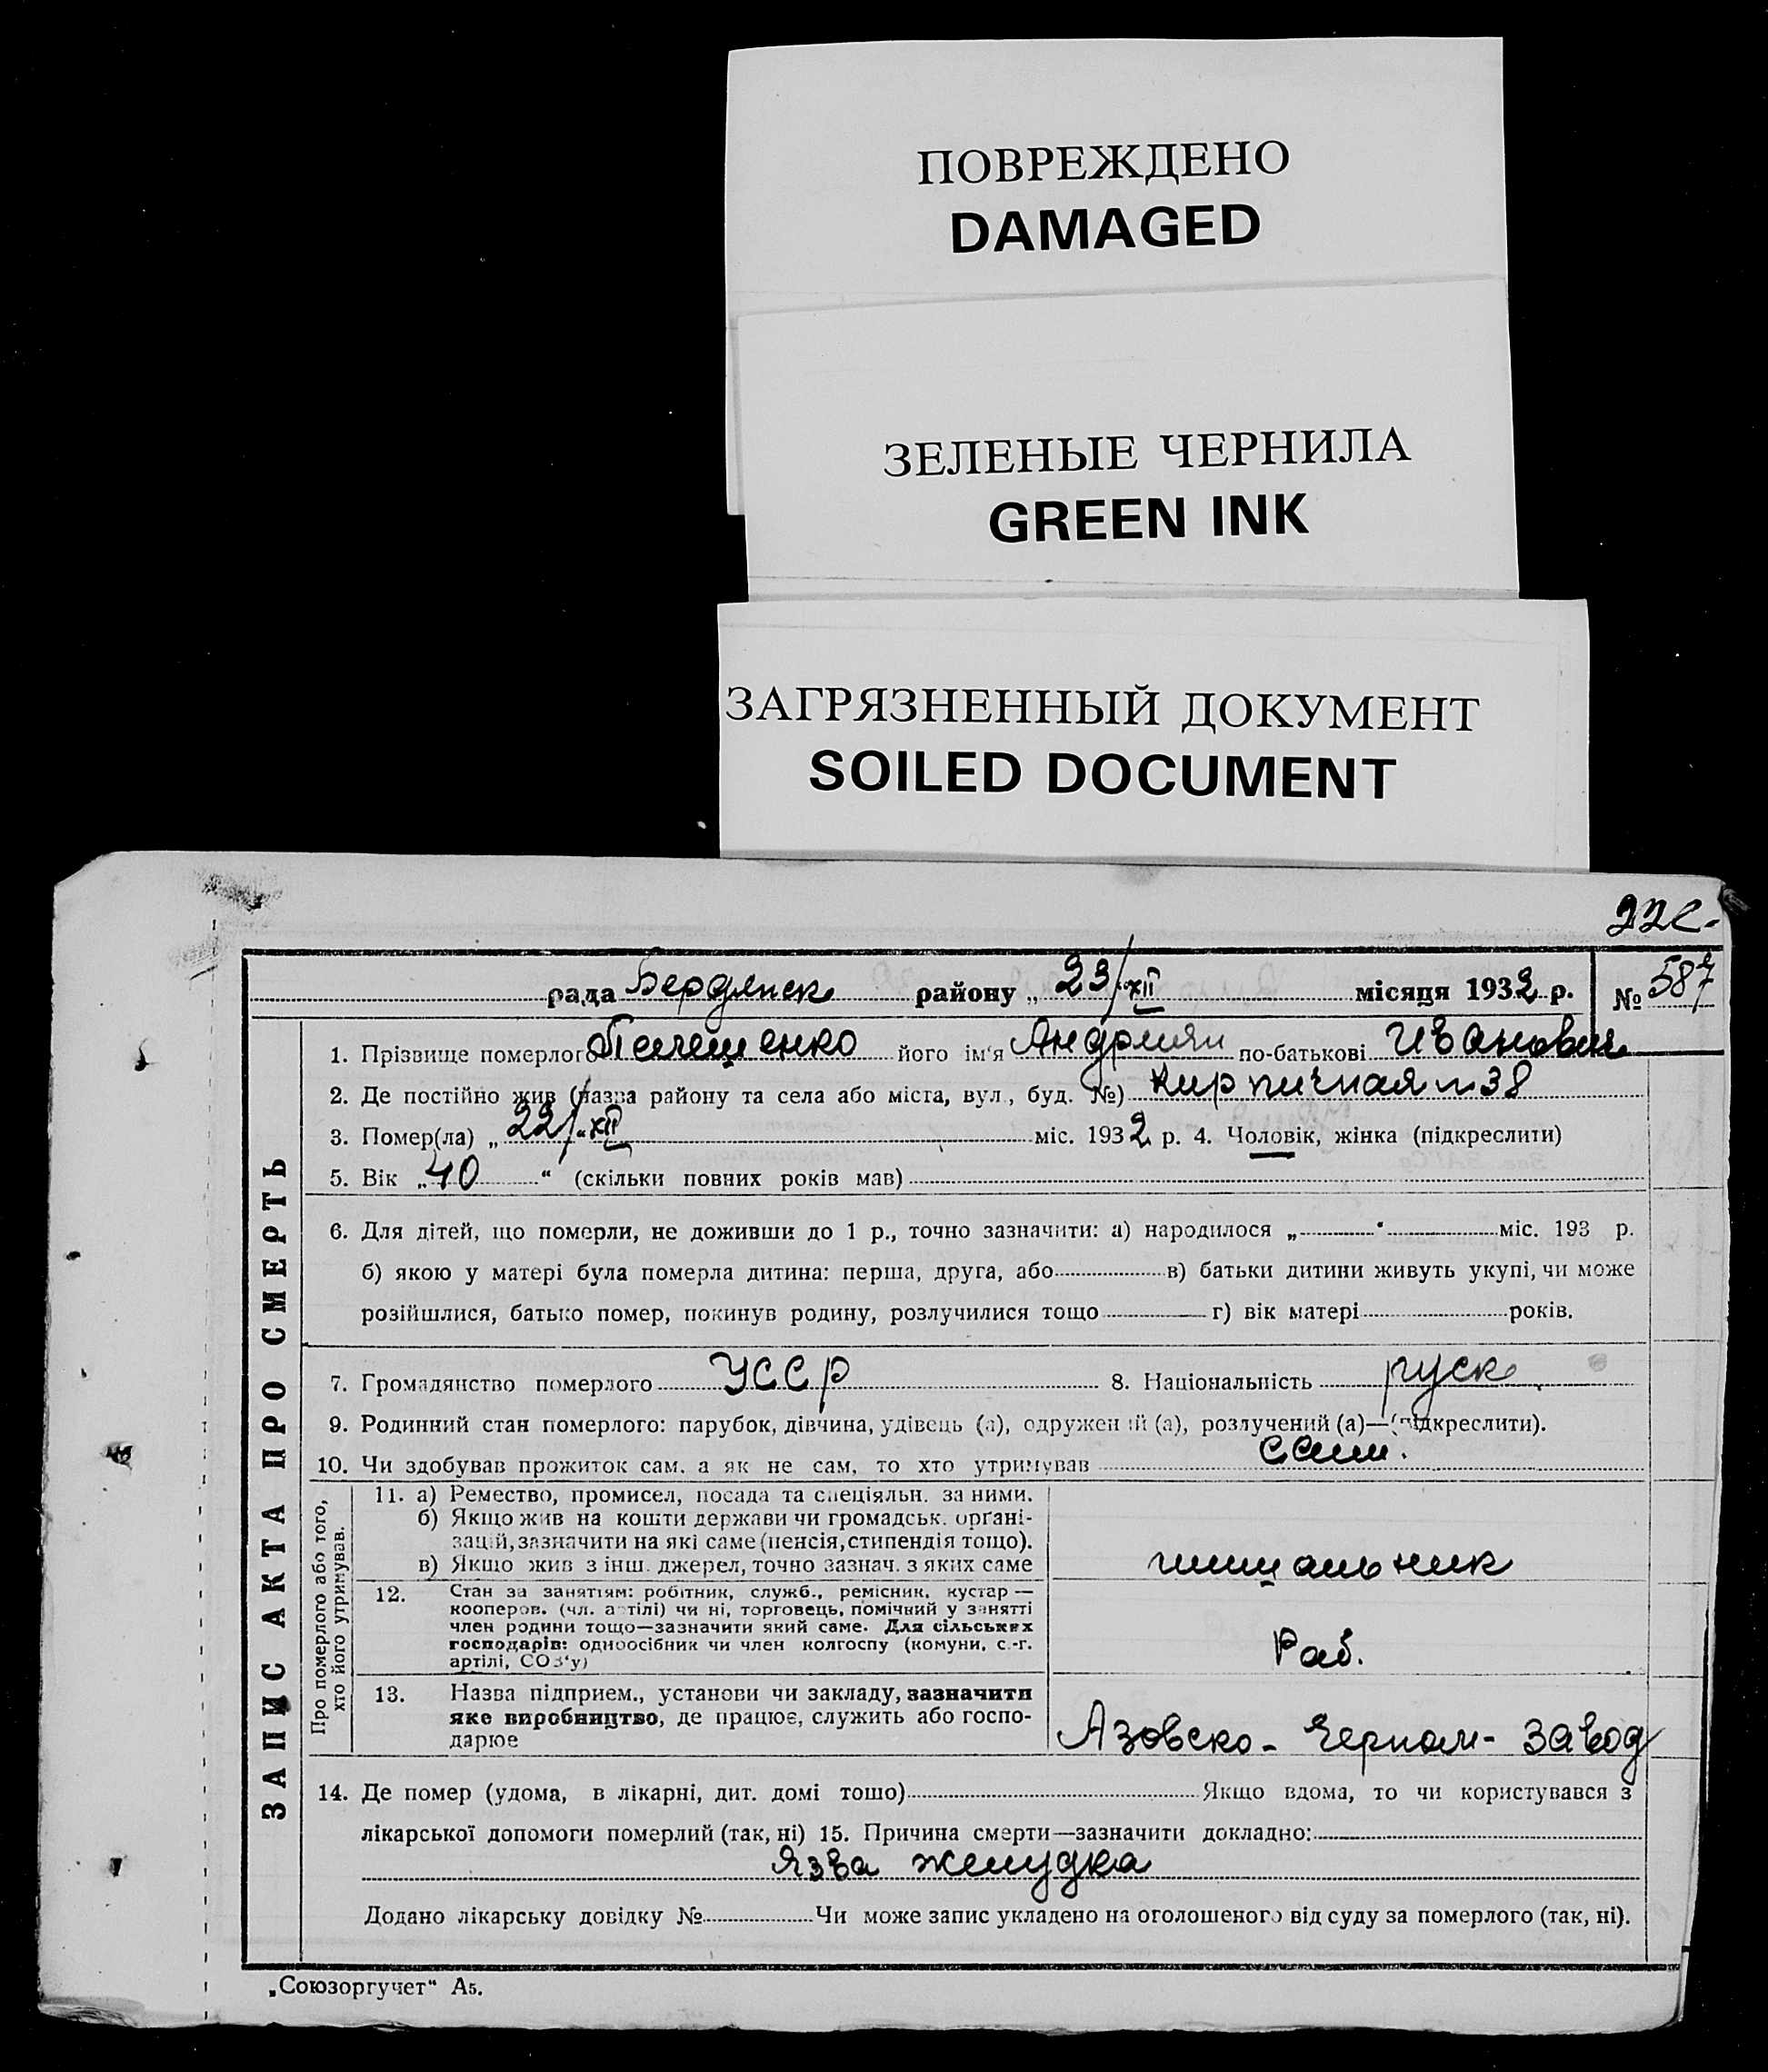 ПОВРЕЖДЕНО
DAMAGED
ЗЕЛЕНЫЕ ЧЕРНИЛА
GREEN INK
ЗАГРЯЗНЕННЫЙ ДОКУМЕНТ
SOILED DOCUMENT
ЗАПИС АКТА ПРО СМЕРТЬ
рада Бердянск району „ 23/XII місяця 1932 р. № 587
1. Прізвище померлого його ім'я Андриян по-батькові Иванович
2. Де постійно жив (назва району та села або міста, вул., буд. №) Кирпичная № 38
3. Помер(ла) „ 22/„ XII міс. 1932 р. 4. Чоловік, жінка (підкреслити)
5. Вік „ 40 “ (скільки повних років мав)
6. Для дітей, що померли, не доживши до 1 р., точно зазначити: а) народилося „ “ міс. 193 р.
б) якою у матері була померла дитина: перша, друга, або в) батьки дитини живуть укупі, чи може
розійшлися, батько помер, покинув родину, розлучилися тощо г) вік матері років.
7. Громадянство померлого УССР 8. Національність руск.
9. Родинний стан померлого: парубок, дівчина, удівець (а), одружений (а), розлучений (а)—(підкреслити).
10. Чи здобував прожиток сам, а як не сам, то хто утримував сам.
Про померлого або того, хто його утримував.
11. а) Ремество, промисел, посада та спеціяльн. за ними.
б) Якщо жив на кошти держави чи громадськ. органі-
зацій, зазначити на які саме (пенсія, стипендія тощо).
в) Якщо жив з інш. джерел, точно зазнач. з яких саме
12. Стан за занятіям: робітник, служб., ремісник, кустар —
кооперов. (чл. артілі) чи ні, торговець, помічний у занятті
член родини тощо—зазначити який саме. Для сільських
господарів: одноосібник чи член колгоспу (комуни, с.-г.
артілі, СОЗ'у)
Раб.
13. Назва підприєм., установи чи закладу, зазначити
яке виробництво, де працює, служить або госпо-
дарює
Азовско- Черном- завод
14. Де помер (удома, в лікарні, дит. домі тощо) Якщо вдома, то чи користувався з
лікарської допомоги померлий (так, ні) 15. Причина смерти—зазначити докладно:
Язва желудка
Додано лікарську довідку № Чи може запис укладено на оголошеного від суду за померлого (так, ні).
„Союзоргучет“ А5.